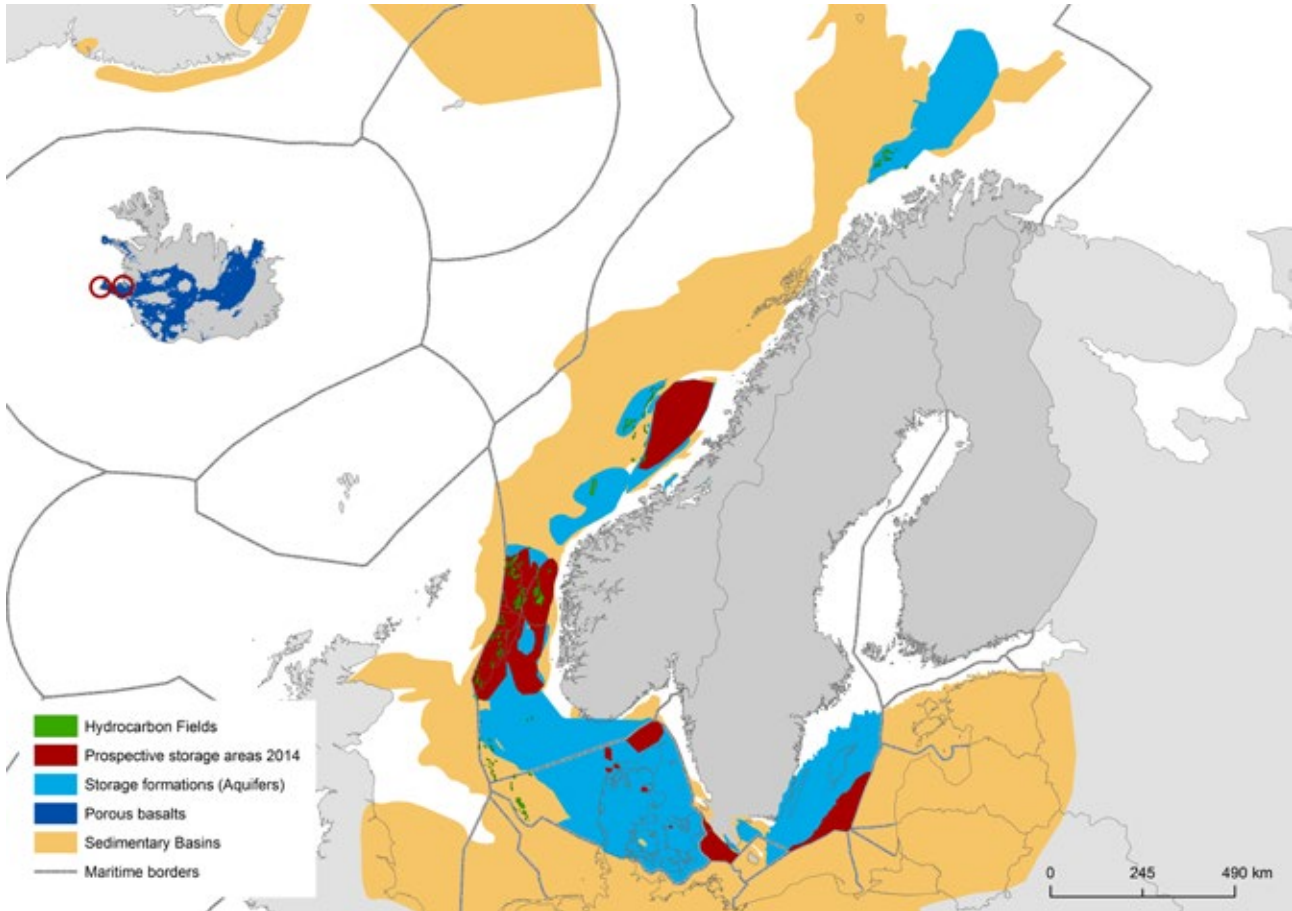 Hydrocarbon Fields
Prospective storage areas 2014
Storage formations (Aquifers)
Porous basalts
Sedimentary Basins
Maritime borders
0 245 490 km